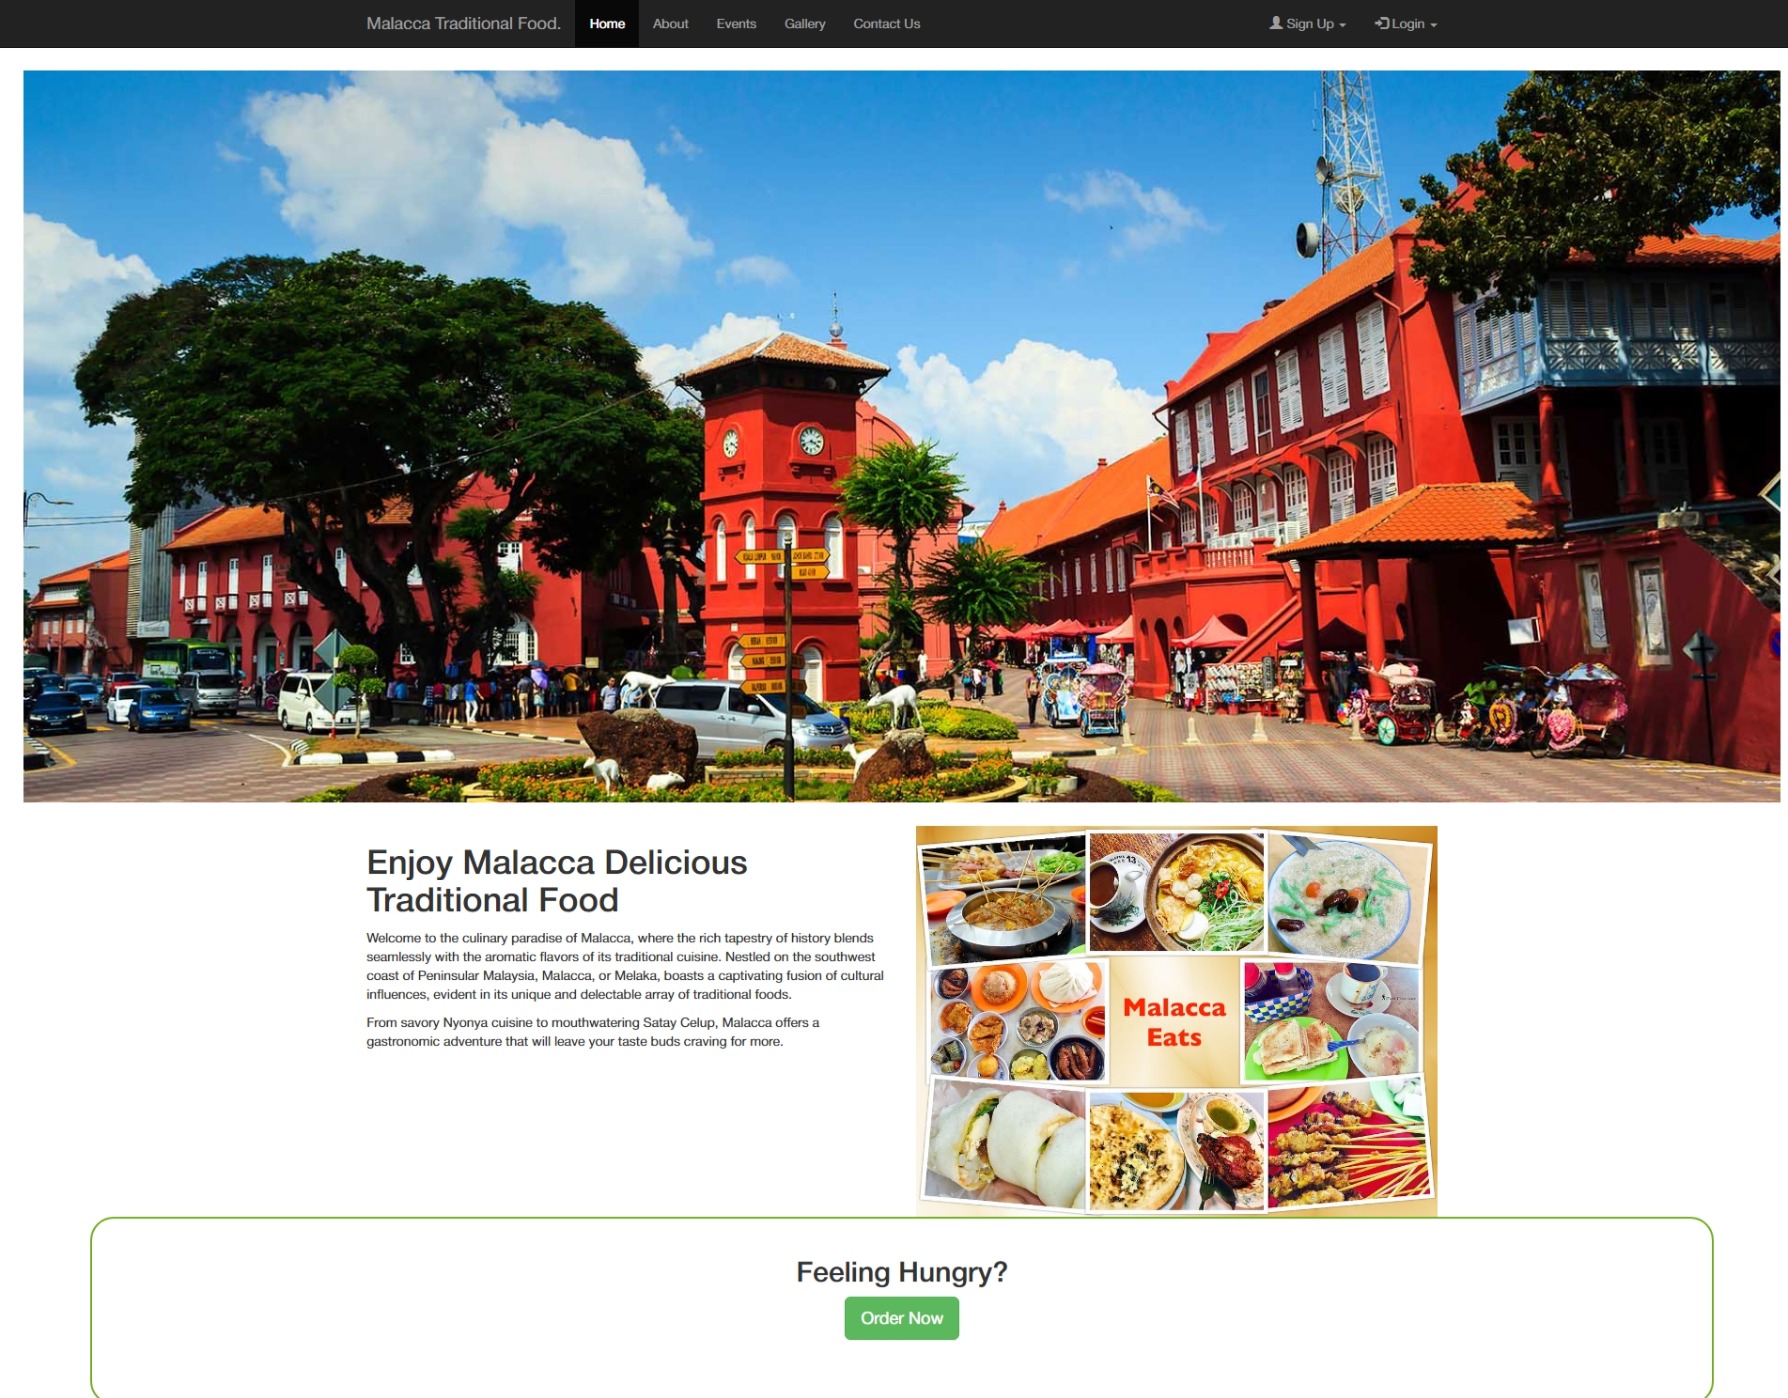 Malacca Traditional Food.
Home
About
Events
Gallery
Contact Us
Sign Up
Login
Enjoy Malacca Delicious
Traditional Food
Welcome to the culinary paradise of Malacca, where the rich tapestry of history blends
seamlessly with the aromatic flavors of its traditional cuisine. Nestled on the southwest
coast of Peninsular Malaysia, Malacca, or Melaka, boasts a captivating fusion of cultural
influences, evident in its unique and delectable array of traditional foods.
From savory Nyonya cuisine to mouthwatering Satay Celup, Malacca offers a
gastronomic adventure that will leave your taste buds craving for more.
13
Malacca
Eats
Feeling Hungry?
Order Now